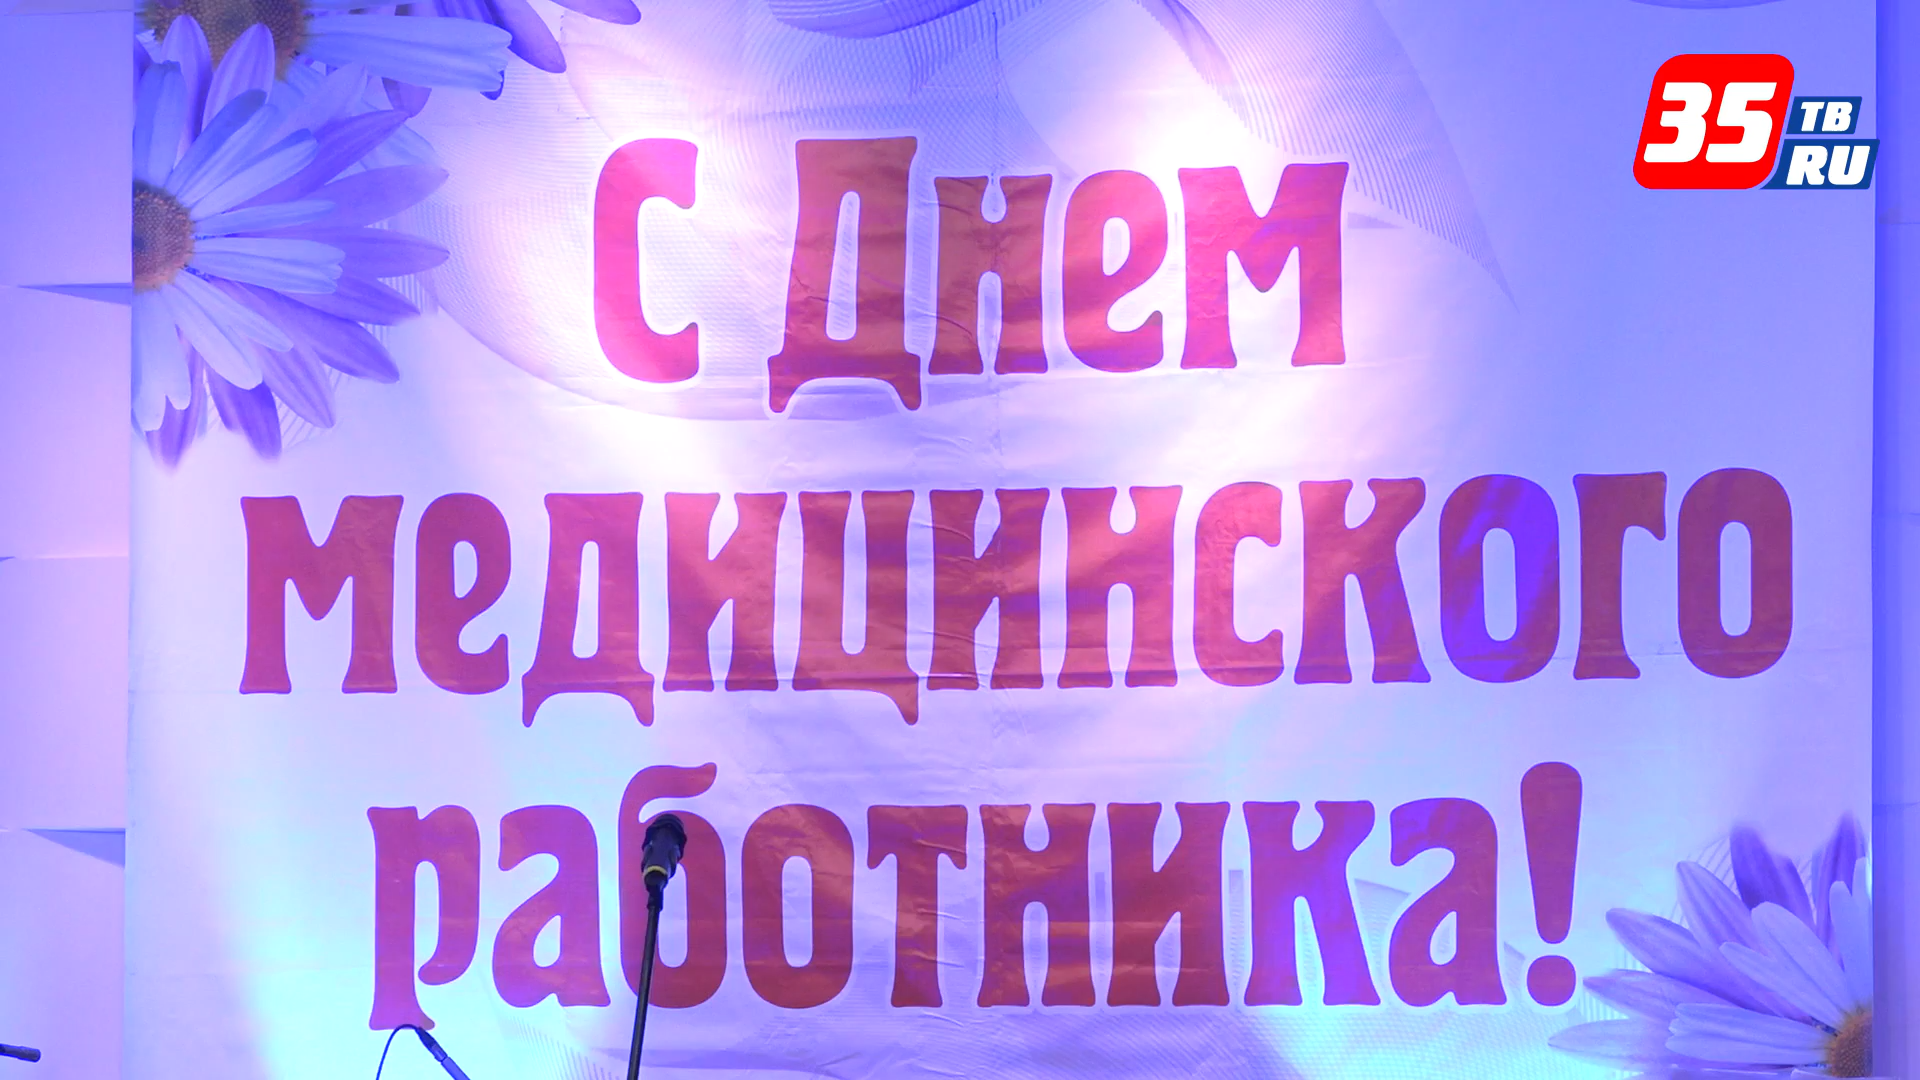 35 ТВ
RU
С Днем
медицинского
работника!